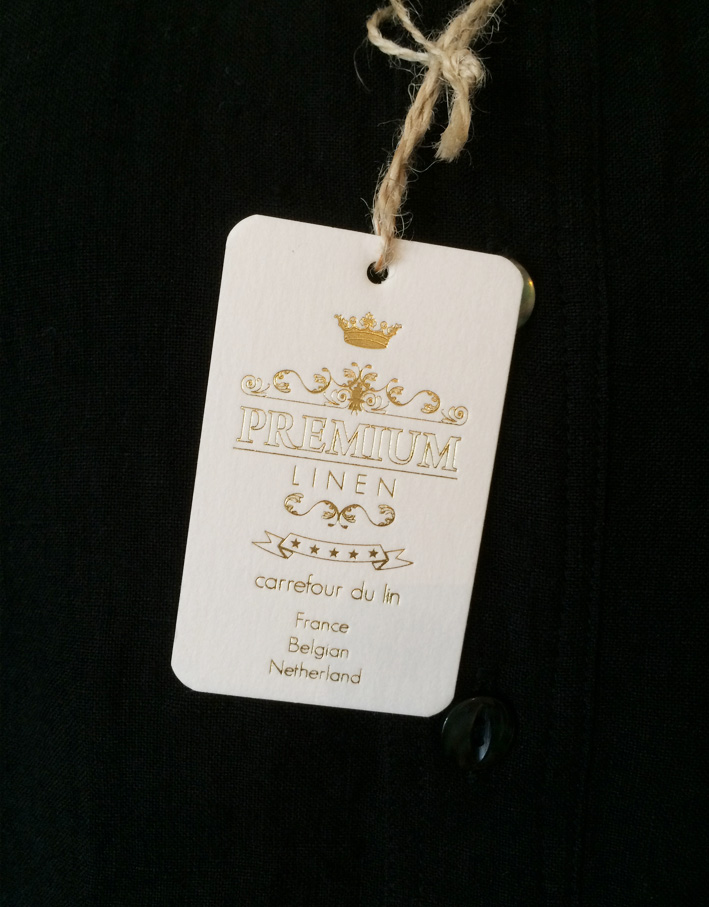 PREMIUM
LINEN
carrefour du lin
France
Belgian
Netherland